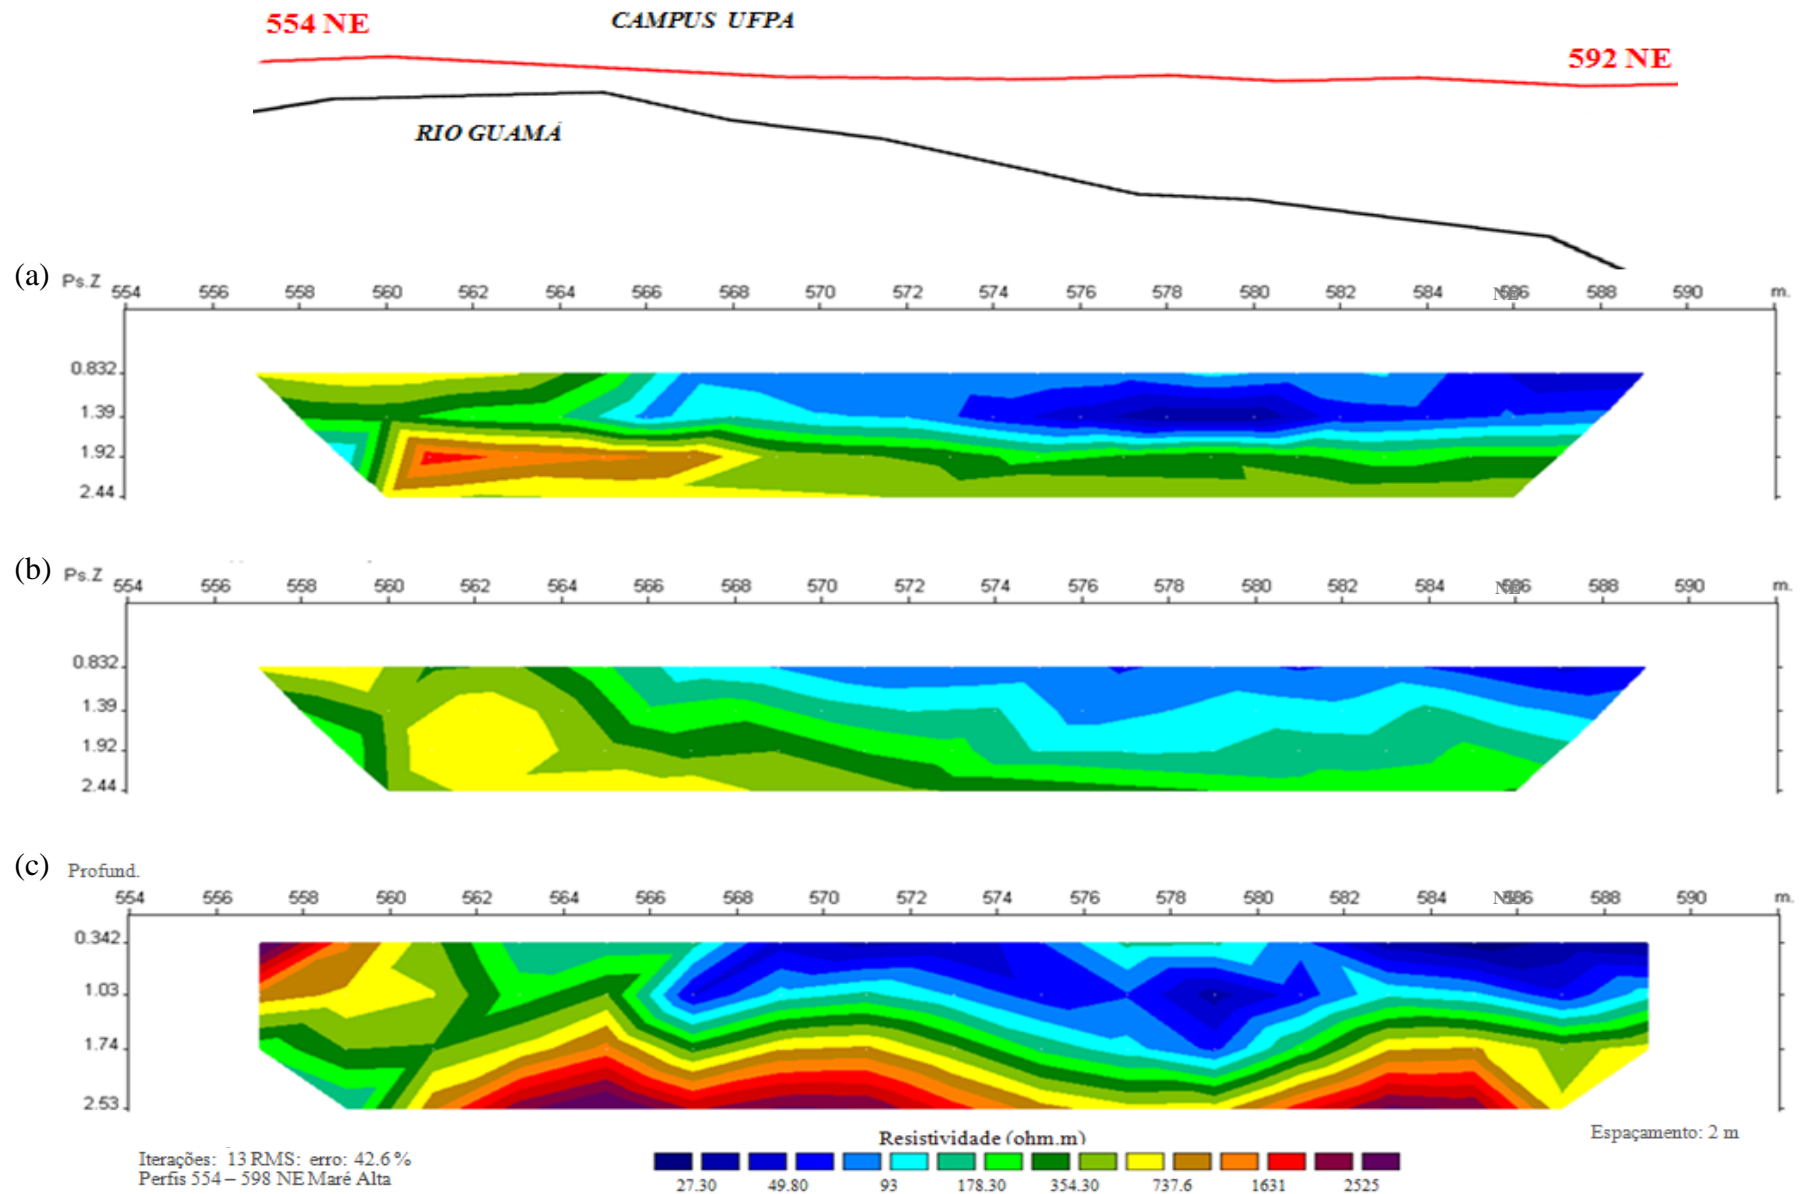 554 NE
CAMPUS UFPA
592 NE
RIO GUAMÁ
(a) Ps.Z
554 556 558 560 562 564 566 568 570 572 574 576 578 580 582 584 586 588 590 m.
NE
0.832
1.39
1.92
2.44
(b) Ps.Z
554 556 558 560 562 564 566 568 570 572 574 576 578 580 582 584 586 588 590 m.
NE
0.832
1.39
1.92
2.44
(c) Profund.
554 556 558 560 562 564 566 568 570 572 574 576 578 580 582 584 586 588 590 m.
NE
0.342
1.03
1.74
2.53
Resistividade (ohm.m)
Espaçamento: 2 m
Iterações: 13 RMS: erro: 42.6 %
Perfis 554 – 598 NE Maré Alta
27.30 49.80 93 178.30 354.30 737.6 1631 2525